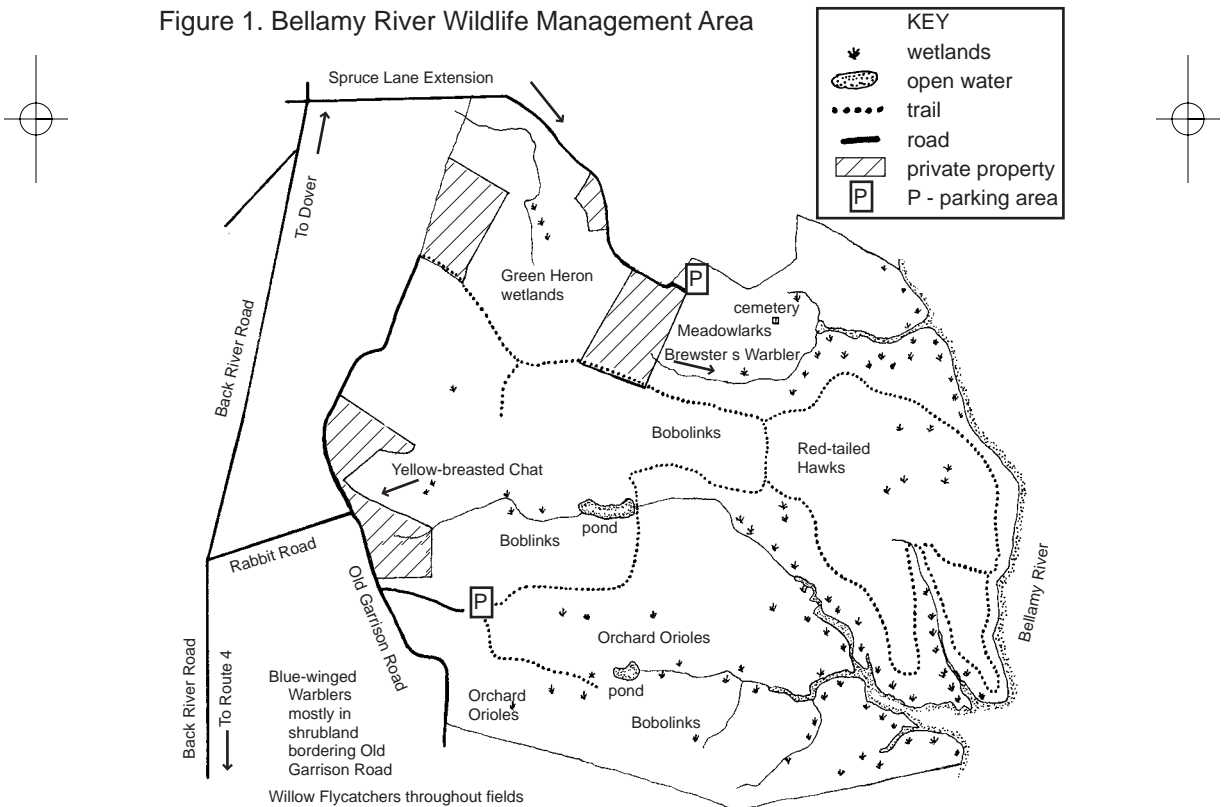 Figure 1. Bellamy River Wildlife Management Area
KEY
wetlands
open water
trail
road
private property
P P - parking area
Spruce Lane Extension
To Dover
Back River Road
Green Heron
wetlands
P
cemetery
Meadowlarks
Brewster s Warbler
Bobolinks
Red-tailed
Hawks
Yellow-breasted Chat
pond
Boblinks
Rabbit Road
Old Garrison Road
P
Orchard Orioles
Bellamy River
Back River Road
To Route 4
Blue-winged
Warblers
mostly in
shrubland
bordering Old
Garrison Road
Orchard
Orioles
pond
Bobolinks
Willow Flycatchers throughout fields